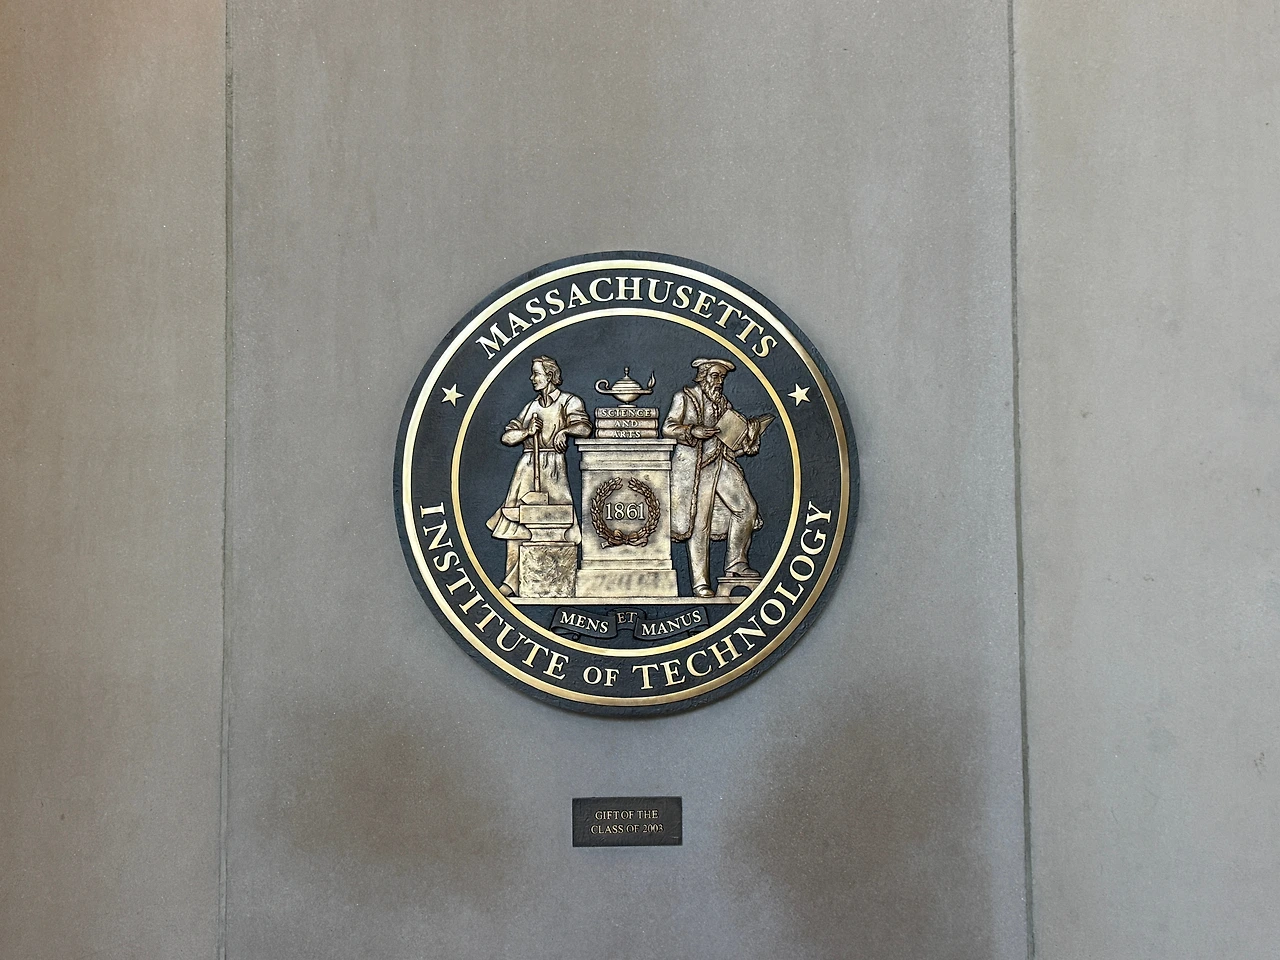 MASSACHUSETTS
INSTITUTE OF TECHNOLOGY
SCIENCE
AND
ARTS
1861
MENS ET MANUS
GIFT OF THE
CLASS OF 2003